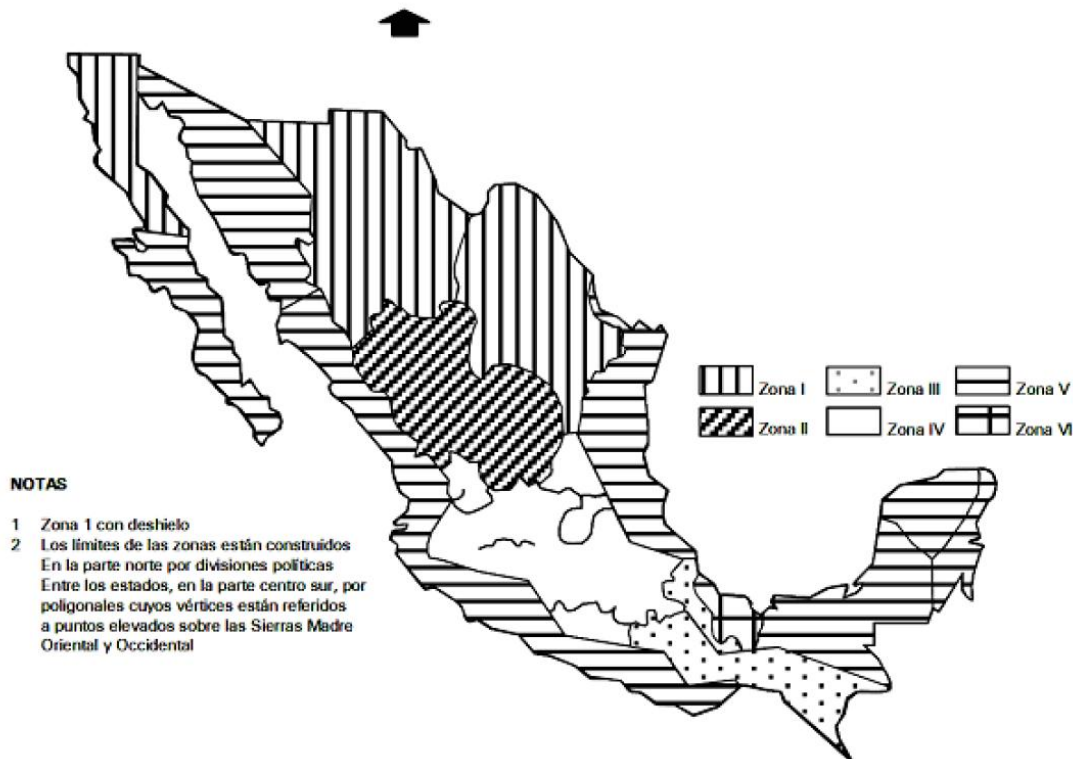 Zona I
Zona III
Zona V
Zona II
Zona IV
Zona VI
NOTAS
1 Zona 1 con deshielo
2 Los límites de las zonas están construidos
En la parte norte por divisiones políticas
Entre los estados, en la parte centro sur, por
poligonales cuyos vértices están referidos
a puntos elevados sobre las Sierras Madre
Oriental y Occidental